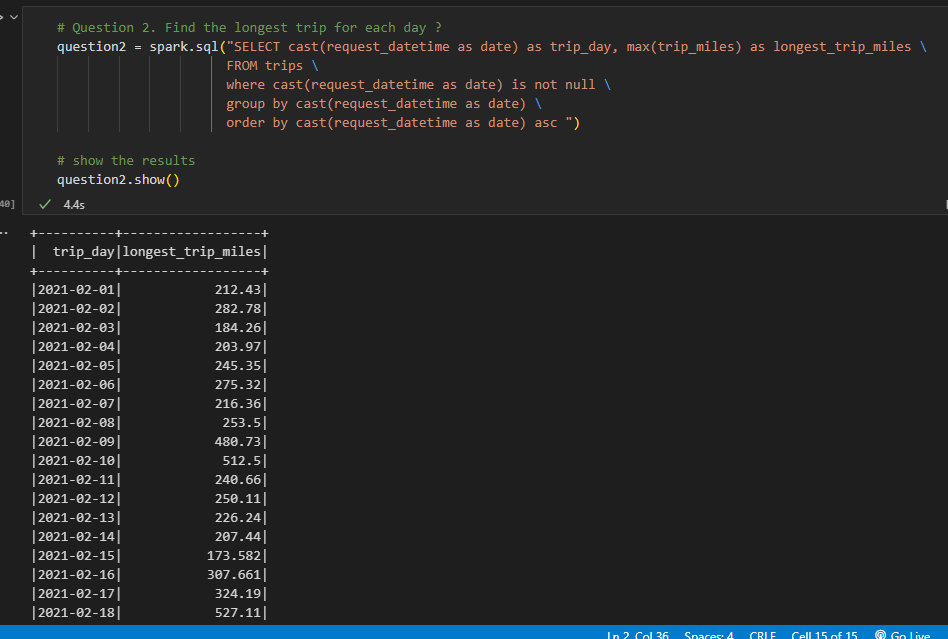 # Question 2. Find the longest trip for each day ?
question2 = spark.sql("SELECT cast(request_datetime as date) as trip_day, max(trip_miles) as longest_trip_miles \
FROM trips \
where cast(request_datetime as date) is not null \
group by cast(request_datetime as date) \
order by cast(request_datetime as date) asc ")
# show the results
question2.show()
40]
4.4s
+----------+------------------+
|  trip_day|longest_trip_miles|
+----------+------------------+
|2021-02-01|            212.43|
|2021-02-02|            282.78|
|2021-02-03|            184.26|
|2021-02-04|            203.97|
|2021-02-05|            245.35|
|2021-02-06|            275.32|
|2021-02-07|            216.36|
|2021-02-08|             253.5|
|2021-02-09|            480.73|
|2021-02-10|             512.5|
|2021-02-11|            240.66|
|2021-02-12|            250.11|
|2021-02-13|            226.24|
|2021-02-14|            207.44|
|2021-02-15|           173.582|
|2021-02-16|           307.661|
|2021-02-17|            324.19|
|2021-02-18|            527.11|
Ln 2, Col 36 Spaces: 4 CRLF Cell 15 of 15 Go Live